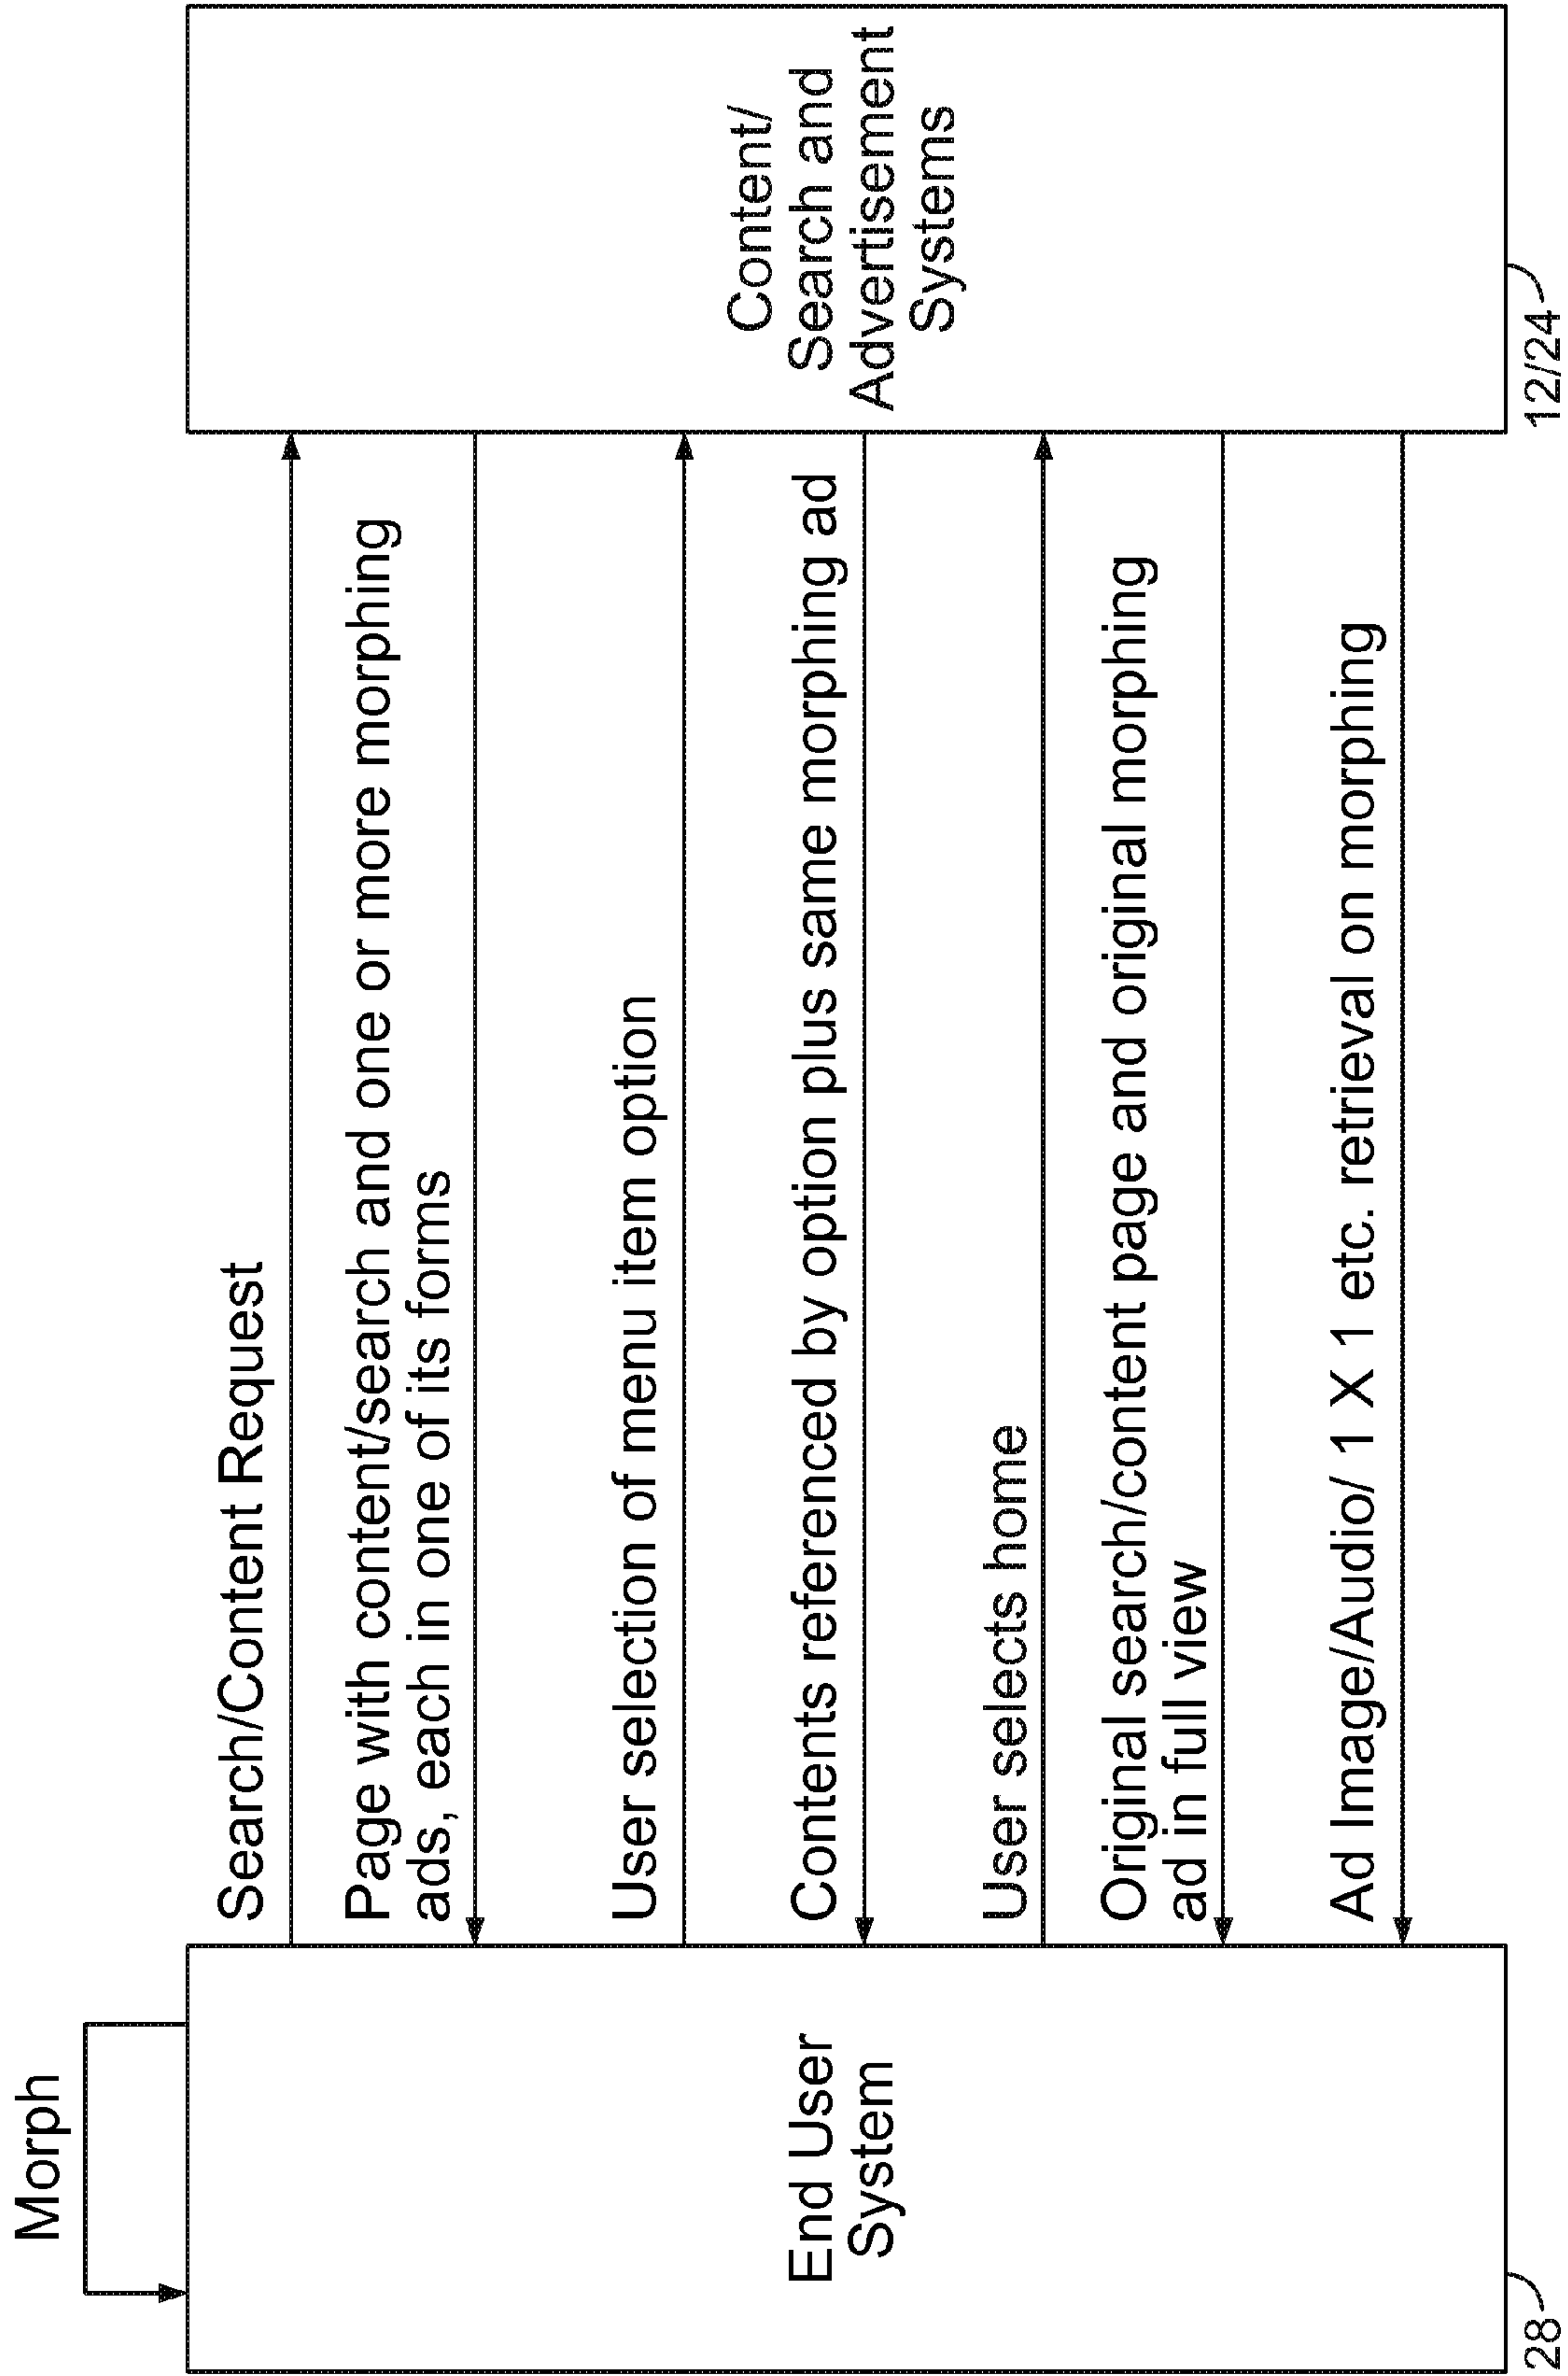 Morph
End User
System
28
Search/Content Request
Page with content/search and one or more morphing
ads, each in one of its forms
User selection of menu item option
Contents referenced by option plus same morphing ad
User selects home
Original search/content page and original morphing
ad in full view
Ad Image/Audio/ 1 X 1 etc. retrieval on morphing
Content/
Search and
Advertisement
Systems
12/24